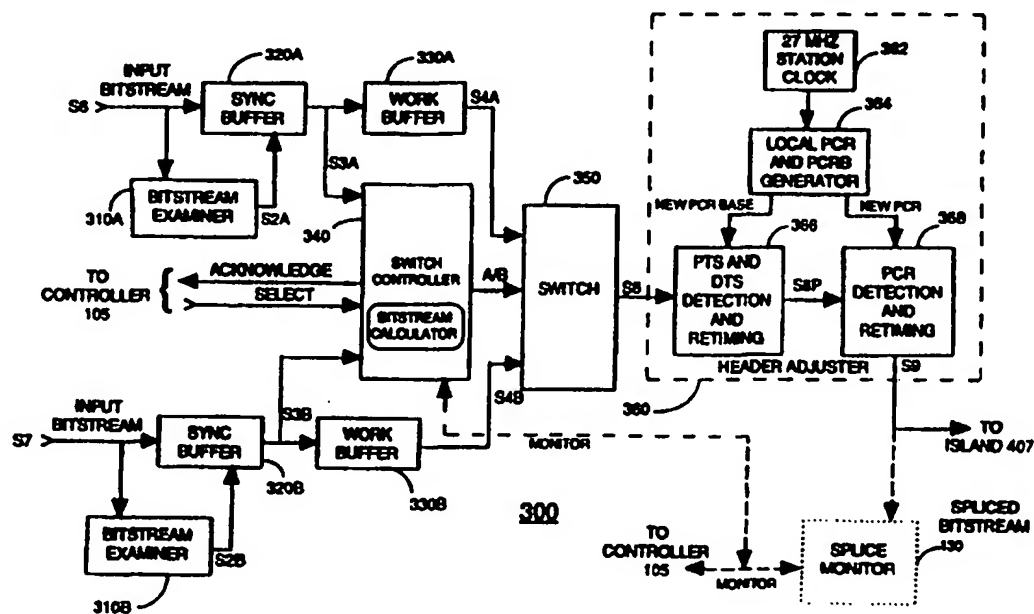 320A
330A
27 MHZ
STATION
CLOCK
362
INPUT
BITSTREAM
S6
SYNC
BUFFER
WORK
BUFFER
S4A
364
LOCAL PCR
AND PCRB
GENERATOR
S3A
310A
BITSTREAM
EXAMINER
S2A
340
350
NEW PCR BASE
NEW PCR
366
368
TO
CONTROLLER
105
ACKNOWLEDGE
SELECT
SWITCH
CONTROLLER
BITSTREAM
CALCULATOR
A/B
SWITCH
S8
PTS AND
DTS
DETECTION
AND
RETIMING
S8P
PCR
DETECTION
AND
RETIMING
HEADER ADJUSTER
S9
360
INPUT
BITSTREAM
S7
SYNC
BUFFER
S3B
WORK
BUFFER
S4B
MONITOR
TO
ISLAND 407
320B
330B
300
BITSTREAM
EXAMINER
S2B
310B
TO
CONTROLLER
105
MONITOR
SPLICE
MONITOR
SPLICED
BITSTREAM
130